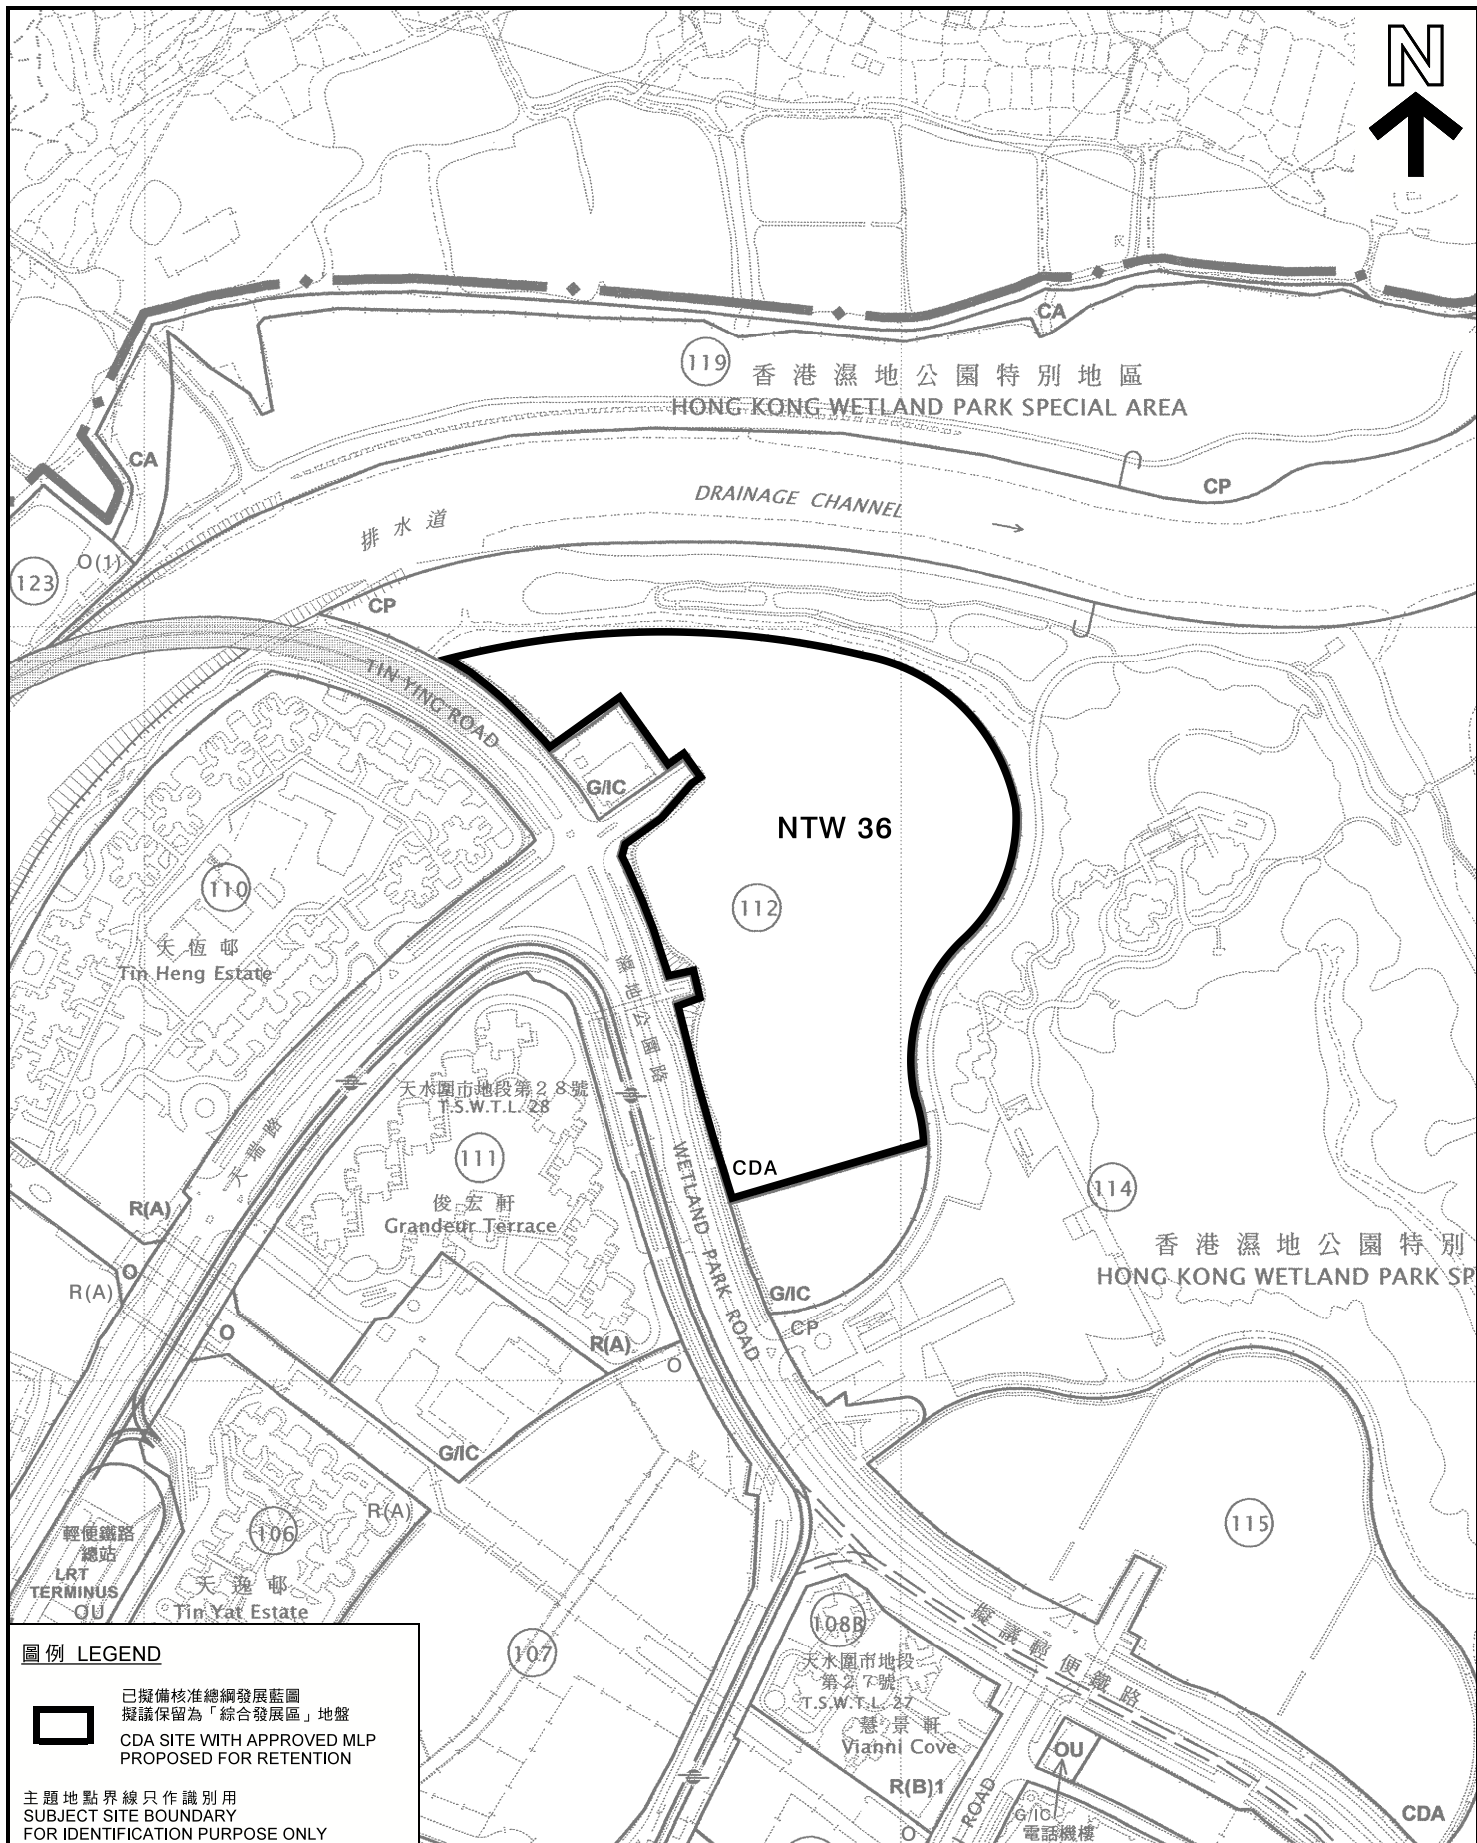 N
CA
119
香港濕地公園特別地區
HONG KONG WETLAND PARK SPECIAL AREA
CA
CP
DRAINAGE CHANNEL
排水道
O(1)
123
CP
TIN YING ROAD
G/IC
NTW 36
110
112
天恆邨
Tin Heng Estate
濕地公園路
天水圍市地段第28號
T.S.W.T.L. 28
天瑞路
111
WETLAND PARK ROAD
CDA
114
R(A)
俊宏軒
Grandeur Terrace
香港濕地公園特別
HONG KONG WETLAND PARK SP
O
R(A)
G/IC
CP
O
R(A)
O
G/IC
R(A)
106
115
輕便鐵路
總站
LRT
TERMINUS
OU
天逸邨
Tin Yat Estate
擬議輕便鐵路
108B
107
天水圍市地段
第27號
T.S.W.T.L. 27
慧景軒
Vianni Cove
OU
R(B)1
ROAD
G/IC
電話機樓
O
CDA
圖例 LEGEND
已擬備核准總綱發展藍圖
擬議保留為「綜合發展區」地盤
CDA SITE WITH APPROVED MLP
PROPOSED FOR RETENTION
主題地點界線只作識別用
SUBJECT SITE BOUNDARY
FOR IDENTIFICATION PURPOSE ONLY